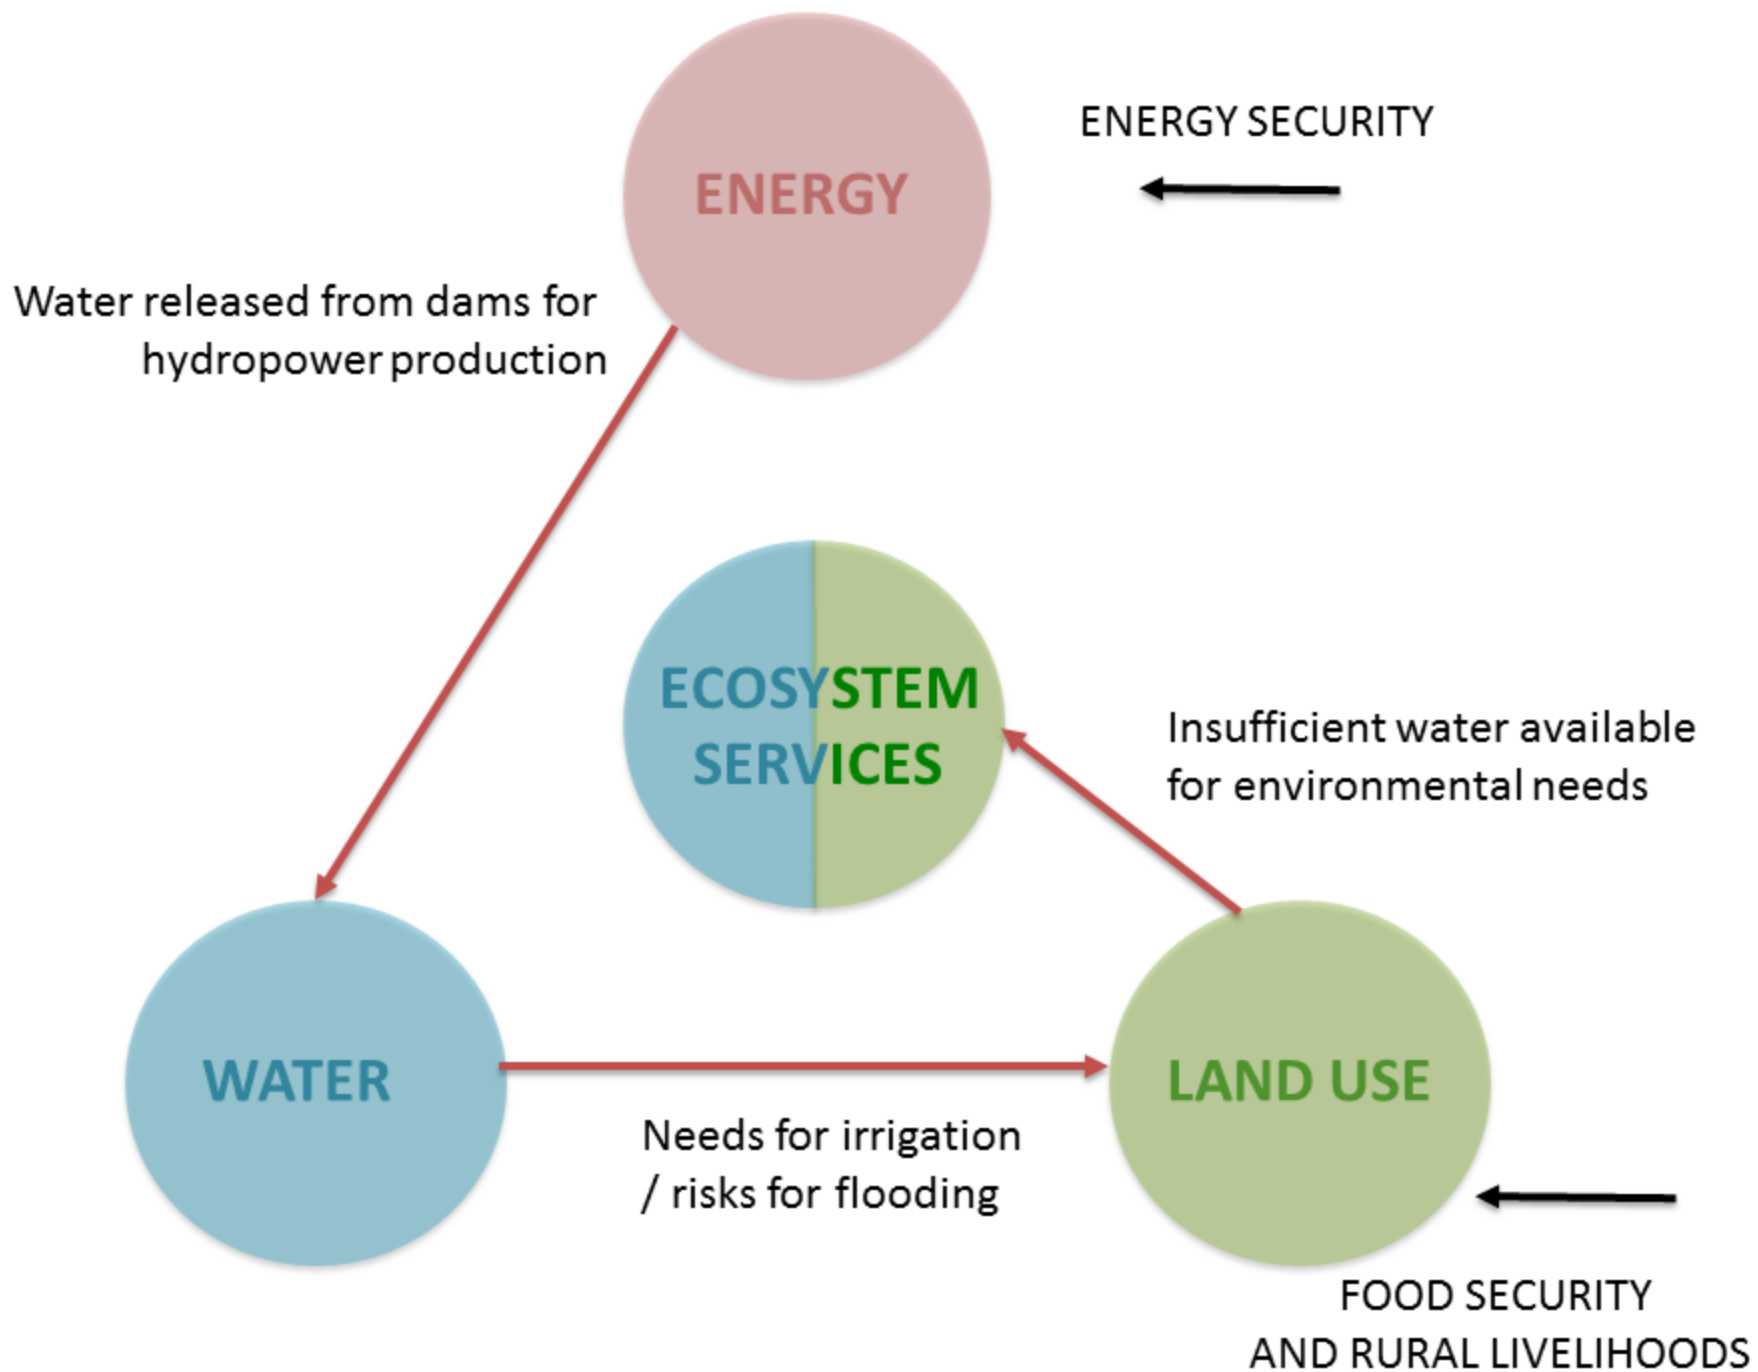 ENERGY
ENERGY SECURITY
Water released from dams for
hydropower production
ECOSYSTEM
SERVICES
Insufficient water available
for environmental needs
WATER
LAND USE
Needs for irrigation
/ risks for flooding
FOOD SECURITY
AND RURAL LIVELIHOODS